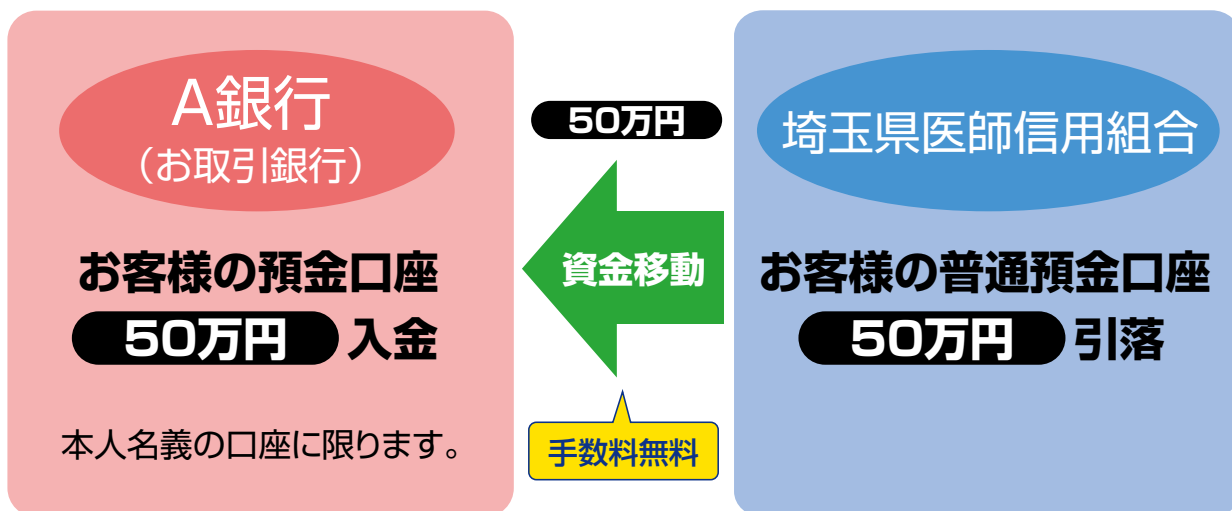 A銀行
（お取引銀行）
お客様の預金口座
50万円 入金
本人名義の口座に限ります。
50万円
資金移動
手数料無料
埼玉県医師信用組合
お客様の普通預金口座
50万円 引落